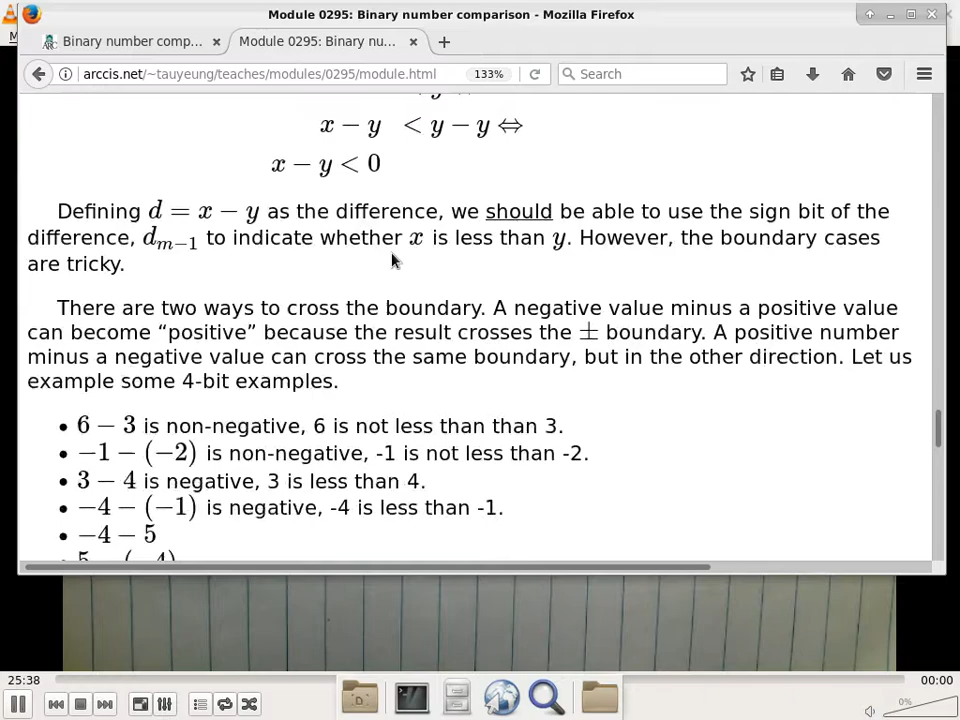 Module 0295: Binary number comparison - Mozilla Firefox
Binary number comp... × Module 0295: Binary nu... × +
arccis.net/~tauyeung/teaches/modules/0295/module.html 133% Search
x − y < y − y ⇔
x − y < 0
Defining d = x − y as the difference, we should be able to use the sign bit of the
difference, dₘ₋₁ to indicate whether x is less than y. However, the boundary cases
are tricky.
There are two ways to cross the boundary. A negative value minus a positive value
can become “positive” because the result crosses the ± boundary. A positive number
minus a negative value can cross the same boundary, but in the other direction. Let us
example some 4-bit examples.
• 6 − 3 is non-negative, 6 is not less than than 3.
• −1 − (−2) is non-negative, -1 is not less than -2.
• 3 − 4 is negative, 3 is less than 4.
• −4 − (−1) is negative, -4 is less than -1.
• −4 − 5
• 5 − (−4)
25:38 00:00
0%